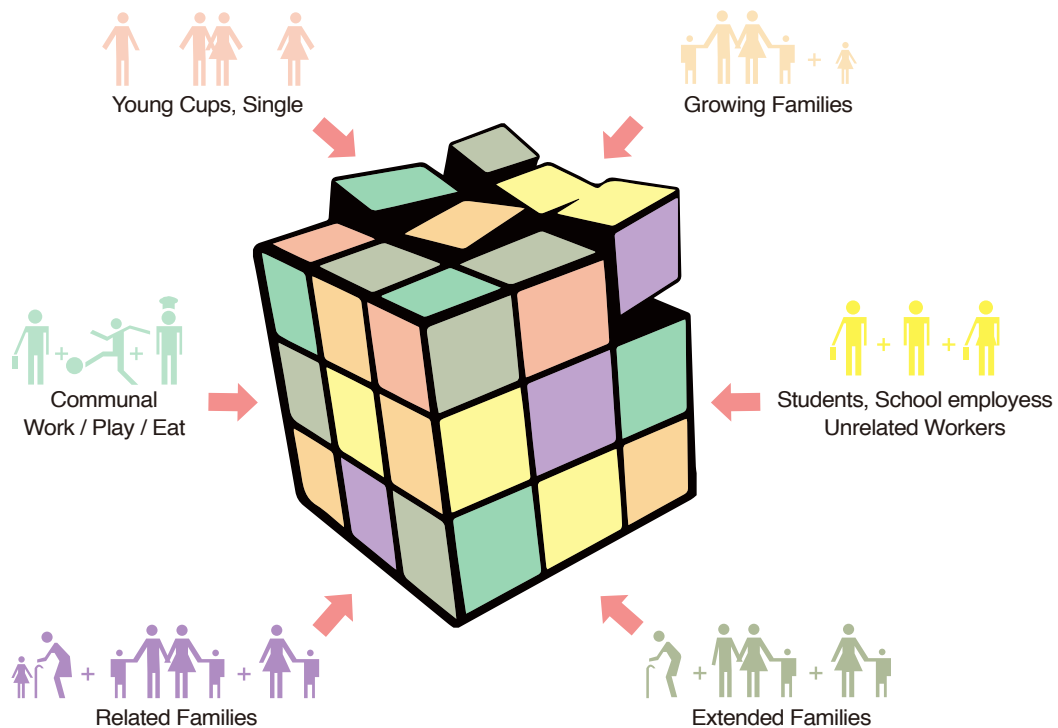 Young Cups, Single
Growing Families
Communal
Work / Play / Eat
Students, School employess
Unrelated Workers
Related Families
Extended Families